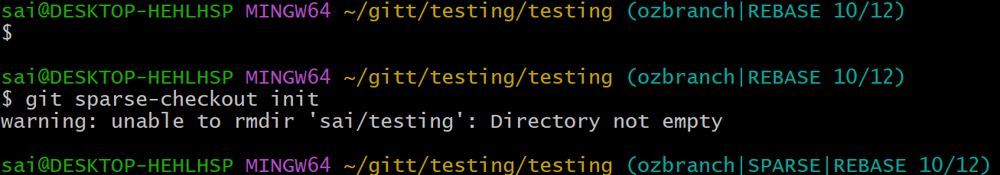 sai@DESKTOP-HEHLHSP MINGW64 ~/gitt/testing/testing (ozbranch|REBASE 10/12)
$
sai@DESKTOP-HEHLHSP MINGW64 ~/gitt/testing/testing (ozbranch|REBASE 10/12)
$ git sparse-checkout init
warning: unable to rmdir 'sai/testing': Directory not empty
sai@DESKTOP-HEHLHSP MINGW64 ~/gitt/testing/testing (ozbranch|SPARSE|REBASE 10/12)